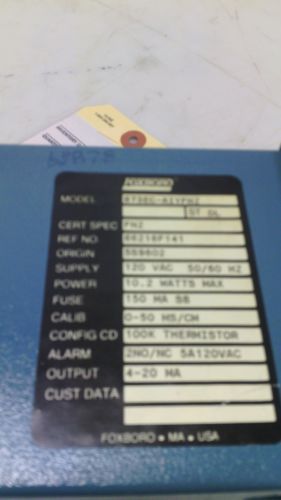 FOXBORO
MODEL 873EC-AIYFNZ
ST DL
CERT SPEC FNZ
REF NO.
ORIGIN
SUPPLY 120 VAC 50/60 HZ
POWER 10.2 WATTS MAX
FUSE 150 MA SB
CALIB 0-50 MS/CM
CONFIG CD 100K THERMISTOR
ALARM 2NO/NC 5A120VAC
OUTPUT 4-20 MA
CUST DATA
FOXBORO • MA • USA